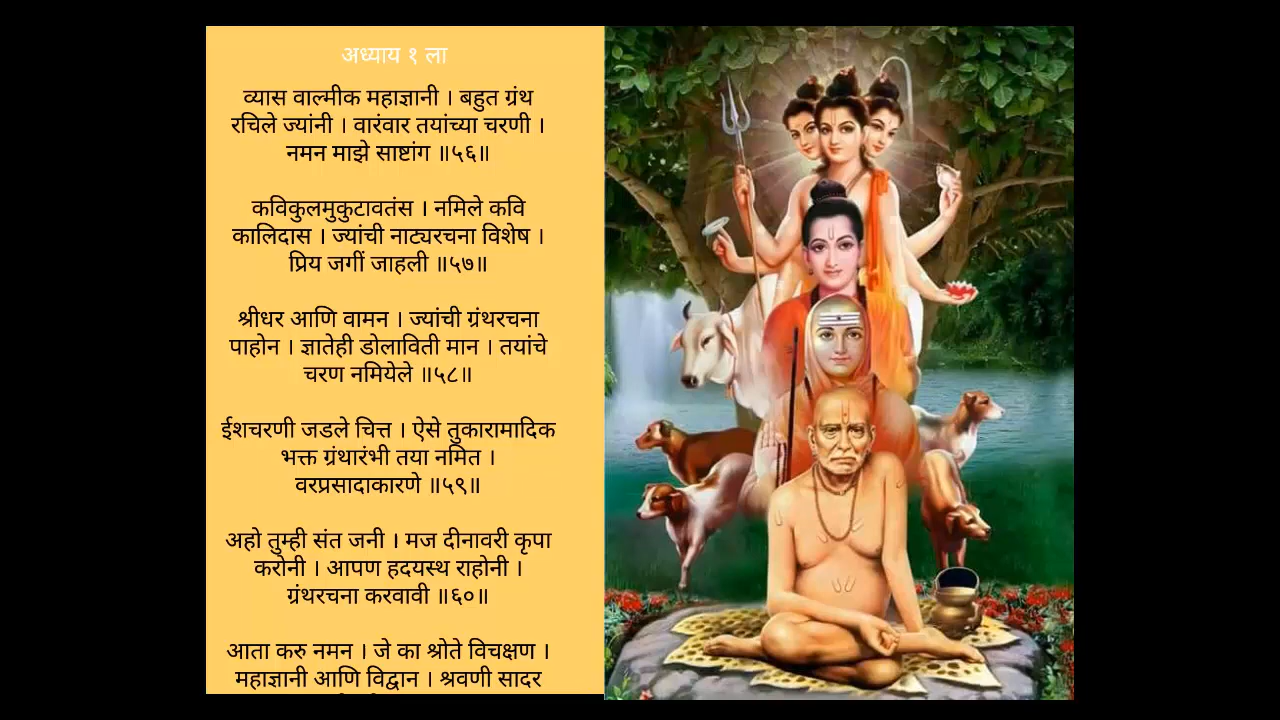 अध्याय १ ला
व्यास वाल्मीक महाज्ञानी । बहुत ग्रंथ
रचिले ज्यांनी । वारंवार तयांच्या चरणी ।
नमन माझे साष्टांग ॥५६॥
कविकुलमुकुटावतंस । नमिले कवि
कालिदास । ज्यांची नाट्यरचना विशेष ।
प्रिय जगीं जाहली ॥५७॥
श्रीधर आणि वामन । ज्यांची ग्रंथरचना
पाहोन । ज्ञातेही डोलाविती मान । तयांचे
चरण नमियेले ॥५८॥
ईशचरणी जडले चित्त । ऐसे तुकारामादिक
भक्त ग्रंथारंभी तया नमित ।
वरप्रसादाकारणे ॥५९॥
अहो तुम्ही संत जनी । मज दीनावरी कृपा
करोनी । आपण हदयस्थ राहोनी ।
ग्रंथरचना करवावी ॥६०॥
आता करु नमन । जे का श्रोते विचक्षण ।
महाज्ञानी आणि विद्वान । श्रवणी सादर